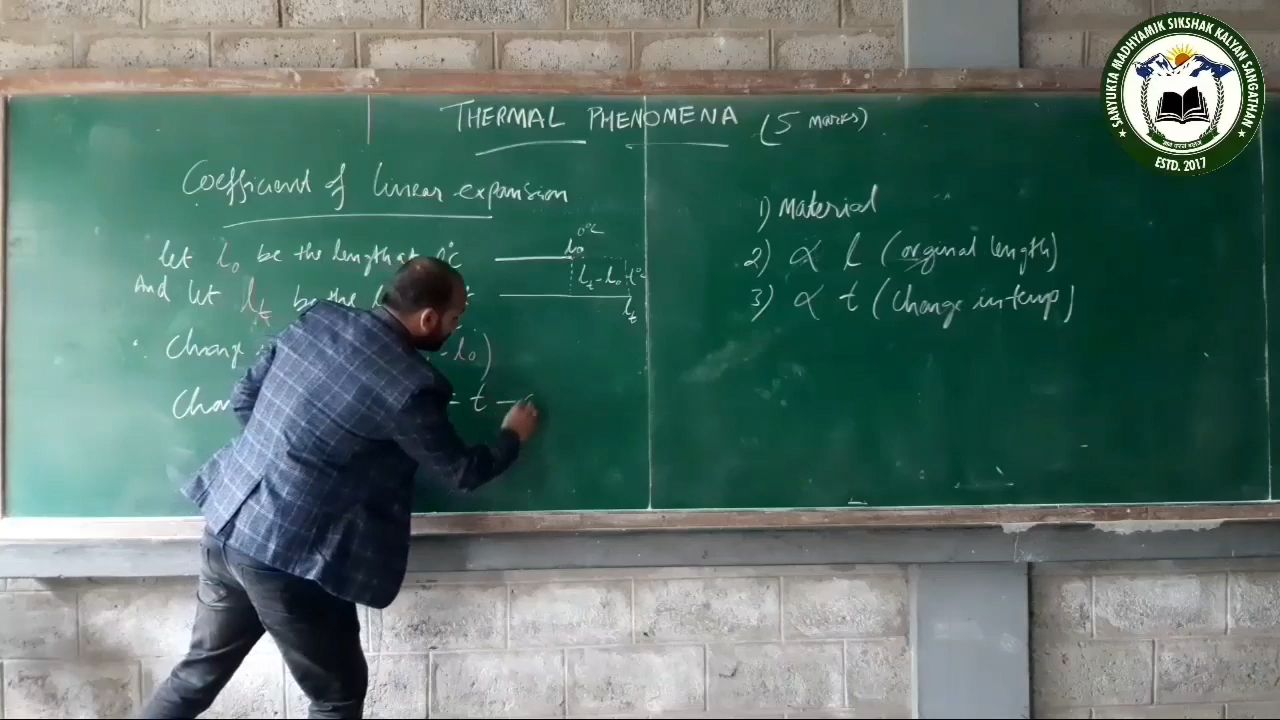 THERMAL PHENOMENA (5 marks)
Coefficient of linear expansion
let l₀ be the length at 0°C
And let lₜ be the
∴ Change - l₀)
- t -
0°C
l₀
lₜ - l₀ t°C
lₜ
1) Material
2) ∝ l (orginal length)
3) ∝ t (Change in temp)
SANYUKTA MADHYAMIK SIKSHAK KALYAN SANGATHAN
ESTD. 2017